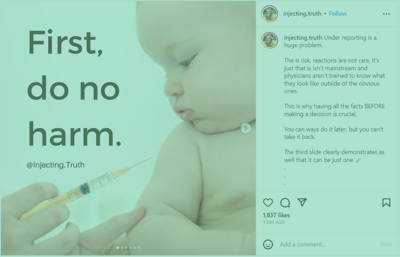 First,
do no
harm.
@Injecting.Truth
injecting.truth • Follow
injecting.truth Under reporting is a
huge problem.
The is risk, reactions are not rare. It's
just that is isn't mainstream and
physicians aren't trained to know what
they look like outside of the obvious
ones.
This is why having all the facts BEFORE
making a decision is crucial.
You can ways do it later, but you can't
take it back.
The third slide clearly demonstrates as
well that it can be just one
.
.
.
1,837 likes
1 DAY AGO
Add a comment...
Post